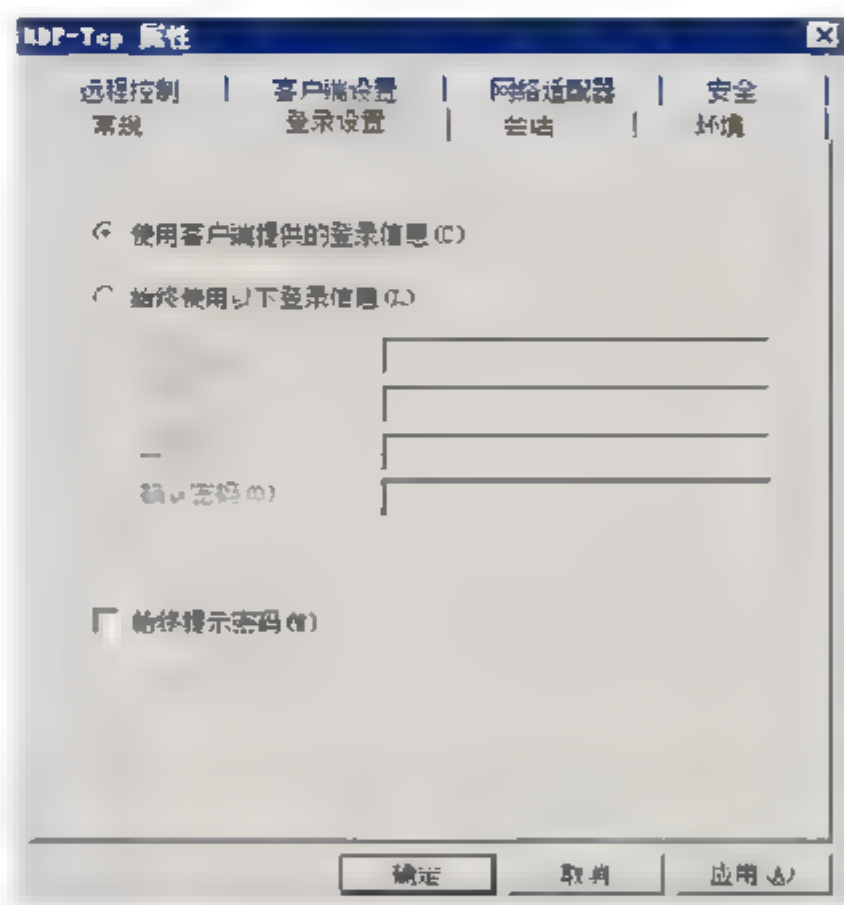 RDP-Tcp 属性
远程控制 客户端设置 网络适配器 安全
常规 登录设置 会话 环境
使用客户端提供的登录信息(C)
始终使用以下登录信息(L)
确认密码(O)
始终提示密码(W)
确定 取消 应用(A)